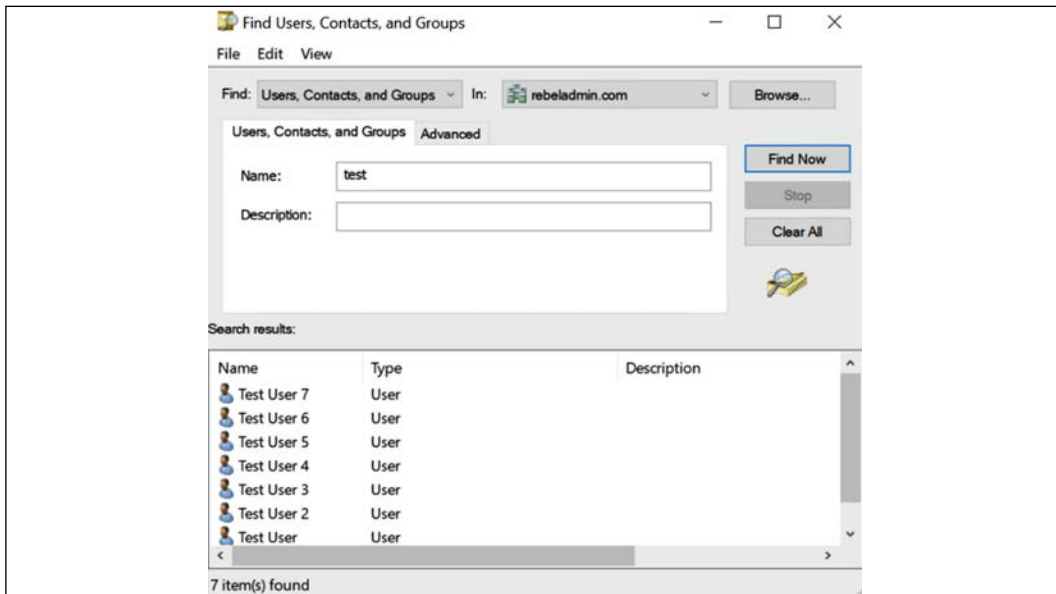 Find Users, Contacts, and Groups
File Edit View
Find: Users, Contacts, and Groups In: rebeladmin.com Browse...
Users, Contacts, and Groups Advanced
Find Now
Name: test
Stop
Description:
Clear All
Search results:
Name Type Description
Test User 7 User
Test User 6 User
Test User 5 User
Test User 4 User
Test User 3 User
Test User 2 User
Test User User
7 item(s) found